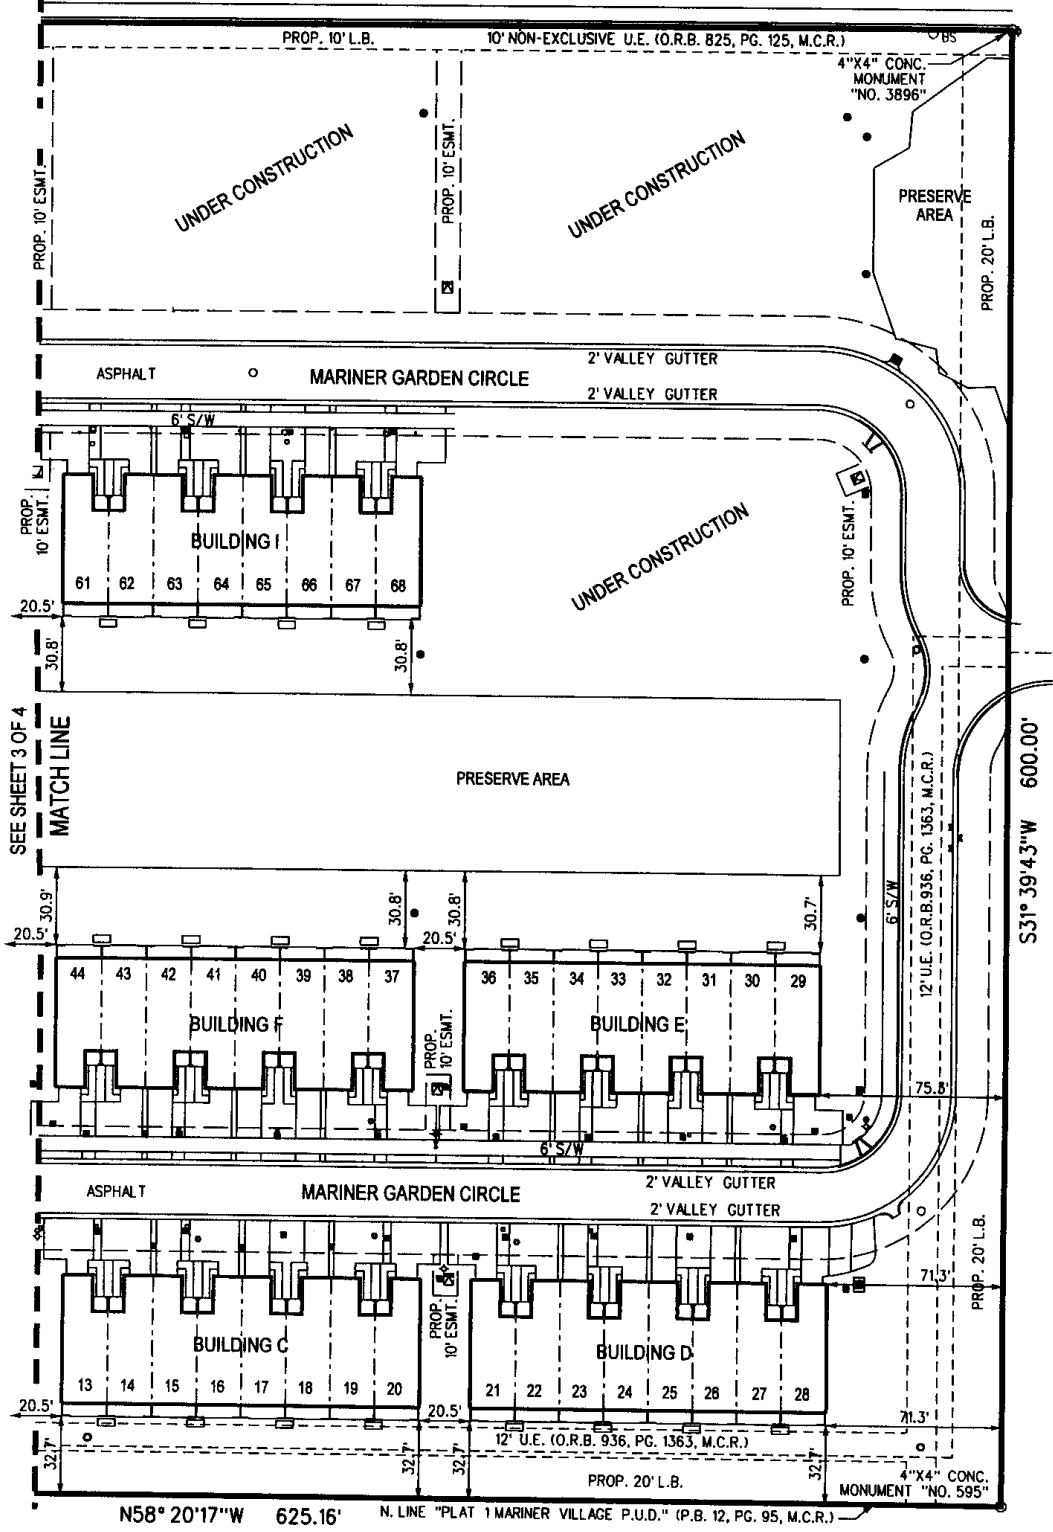 PROP. 10' L.B.
10' NON-EXCLUSIVE U.E. (O.R.B. 825, PG. 125, M.C.R.)
BS
4"X4" CONC.
MONUMENT
"NO. 3896"
PROP. 10' ESMT.
UNDER CONSTRUCTION
PROP. 10' ESMT.
UNDER CONSTRUCTION
PRESERVE
AREA
PROP. 20' L.B.
2' VALLEY GUTTER
ASPHALT
MARINER GARDEN CIRCLE
2' VALLEY GUTTER
6' S/W
PROP.
10' ESMT.
BUILDING I
61 62 63 64 65 66 67 68
UNDER CONSTRUCTION
PROP. 10' ESMT.
20.5'
30.8'
30.8'
SEE SHEET 3 OF 4
MATCH LINE
PRESERVE AREA
S31° 39'43"W 600.00'
12' U.E. (O.R.B.936, PG. 1363, M.C.R.)
6' S/W
30.9'
30.8'
30.8'
30.7'
20.5'
20.5'
44 43 42 41 40 39 38 37
36 35 34 33 32 31 30 29
BUILDING F
BUILDING E
PROP.
10' ESMT.
75.3'
6' S/W
2' VALLEY GUTTER
ASPHALT
MARINER GARDEN CIRCLE
2' VALLEY GUTTER
PROP. 20' L.B.
71.3'
PROP.
10' ESMT.
BUILDING C
BUILDING D
13 14 15 16 17 18 19 20
21 22 23 24 25 26 27 28
20.5'
20.5'
71.3'
32.7'
32.7'
32.7'
32.7'
12' U.E. (O.R.B. 936, PG. 1363, M.C.R.)
PROP. 20' L.B.
4"X4" CONC.
MONUMENT "NO. 595"
N58° 20'17"W 625.16'
N. LINE "PLAT 1 MARINER VILLAGE P.U.D." (P.B. 12, PG. 95, M.C.R.)